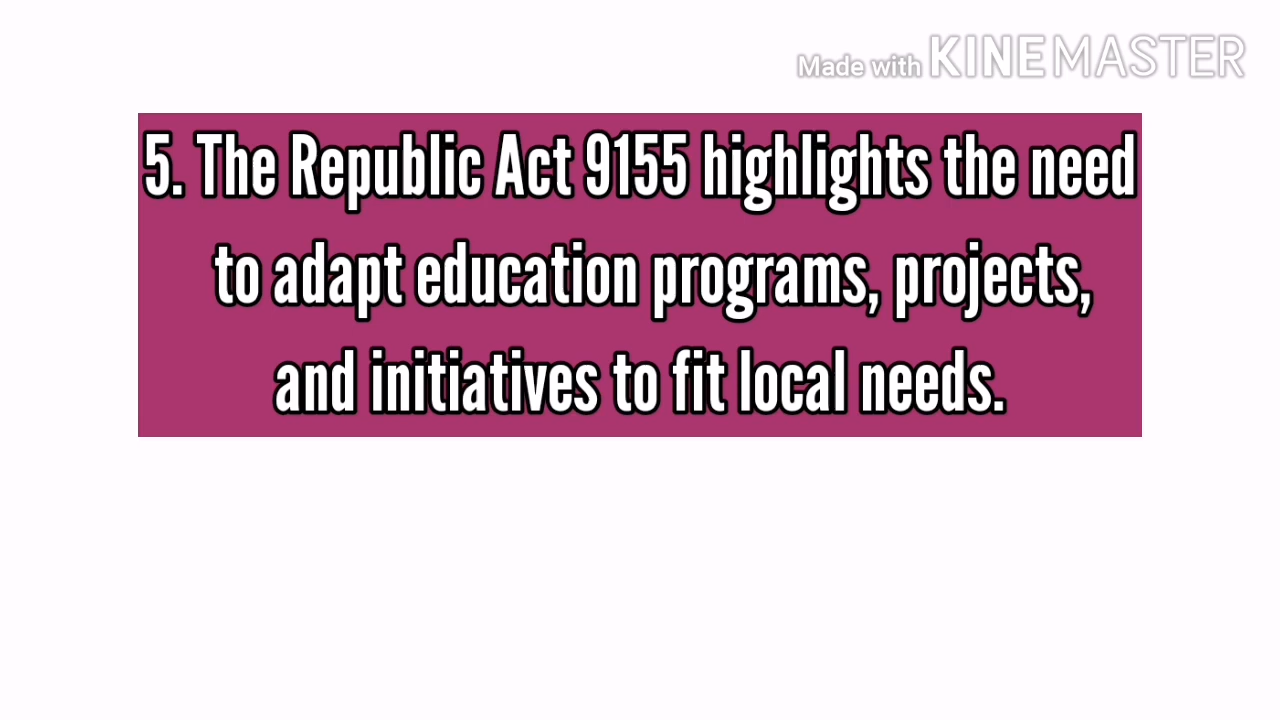 Made with KINEMASTER
5. The Republic Act 9155 highlights the need
to adapt education programs, projects,
and initiatives to fit local needs.